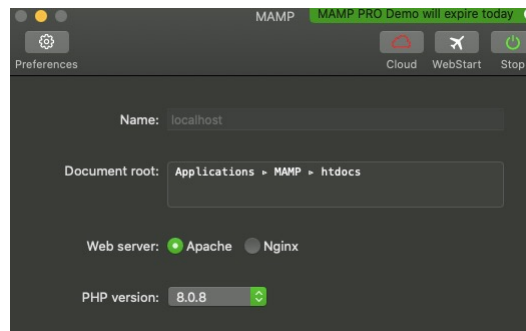 MAMP
MAMP PRO Demo will expire today
Preferences
Cloud
WebStart
Stop
Name: localhost
Document root: Applications ▸ MAMP ▸ htdocs
Web server: Apache Nginx
PHP version: 8.0.8